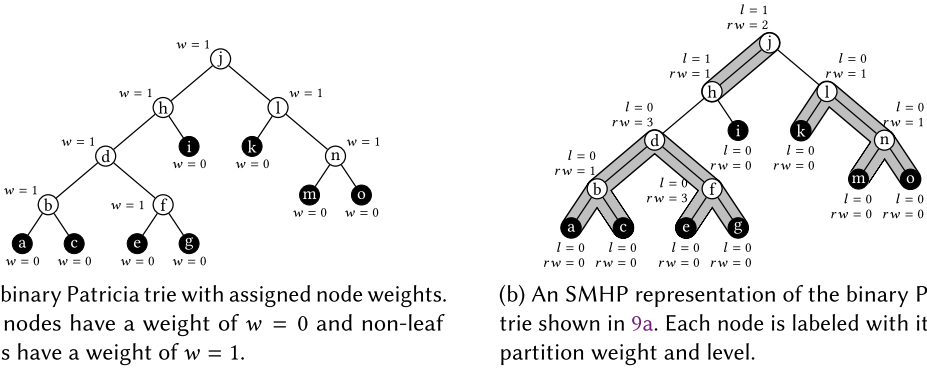 w = 1
j
w = 1
h
w = 1
l
w = 1
d
i
w = 0
k
w = 0
w = 1
n
w = 1
b
w = 1
f
m
w = 0
o
w = 0
a
w = 0
c
w = 0
e
w = 0
g
w = 0
binary Patricia trie with assigned node weights.
nodes have a weight of w = 0 and non-leaf
s have a weight of w = 1.
l = 1
rw = 2
j
l = 1
rw = 1
h
l = 0
rw = 1
l
l = 0
rw = 3
d
i
l = 0
rw = 0
k
l = 0
rw = 0
l = 0
rw = 1
n
l = 0
rw = 1
b
l = 0
rw = 3
f
m
l = 0
rw = 0
o
l = 0
rw = 0
a
l = 0
rw = 0
c
l = 0
rw = 0
e
l = 0
rw = 0
g
l = 0
rw = 0
(b) An SMHP representation of the binary P
trie shown in 9a. Each node is labeled with it
partition weight and level.